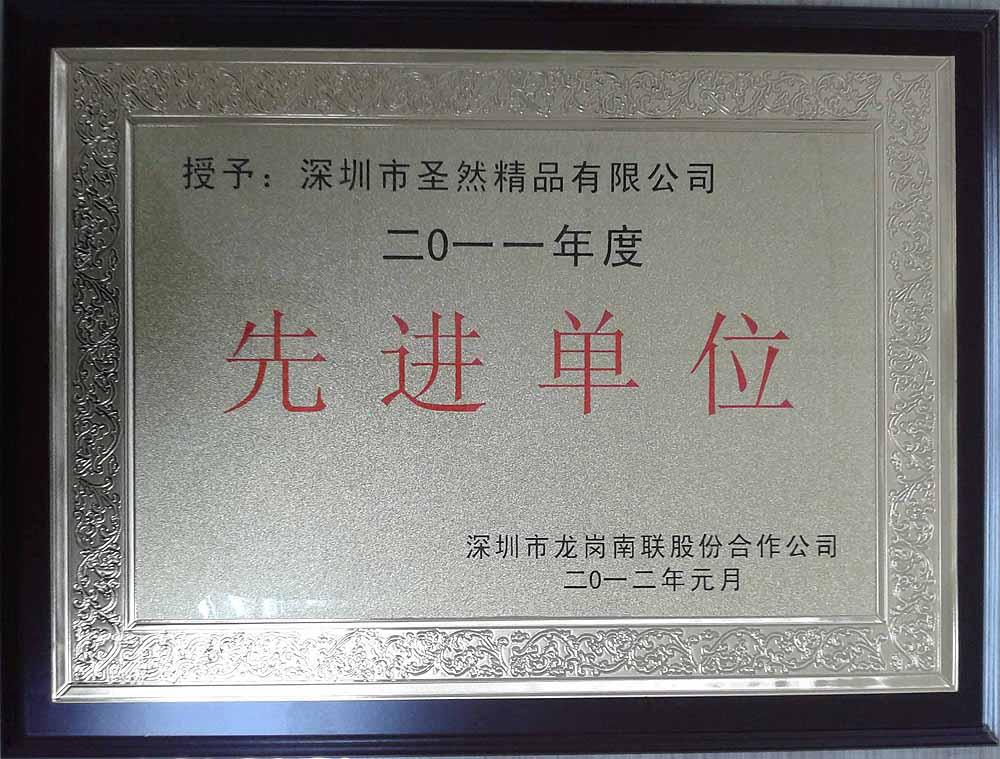 授予：深圳市圣然精品有限公司
二0一一年度
先进单位
深圳市龙岗南联股份合作公司
二0一二年元月